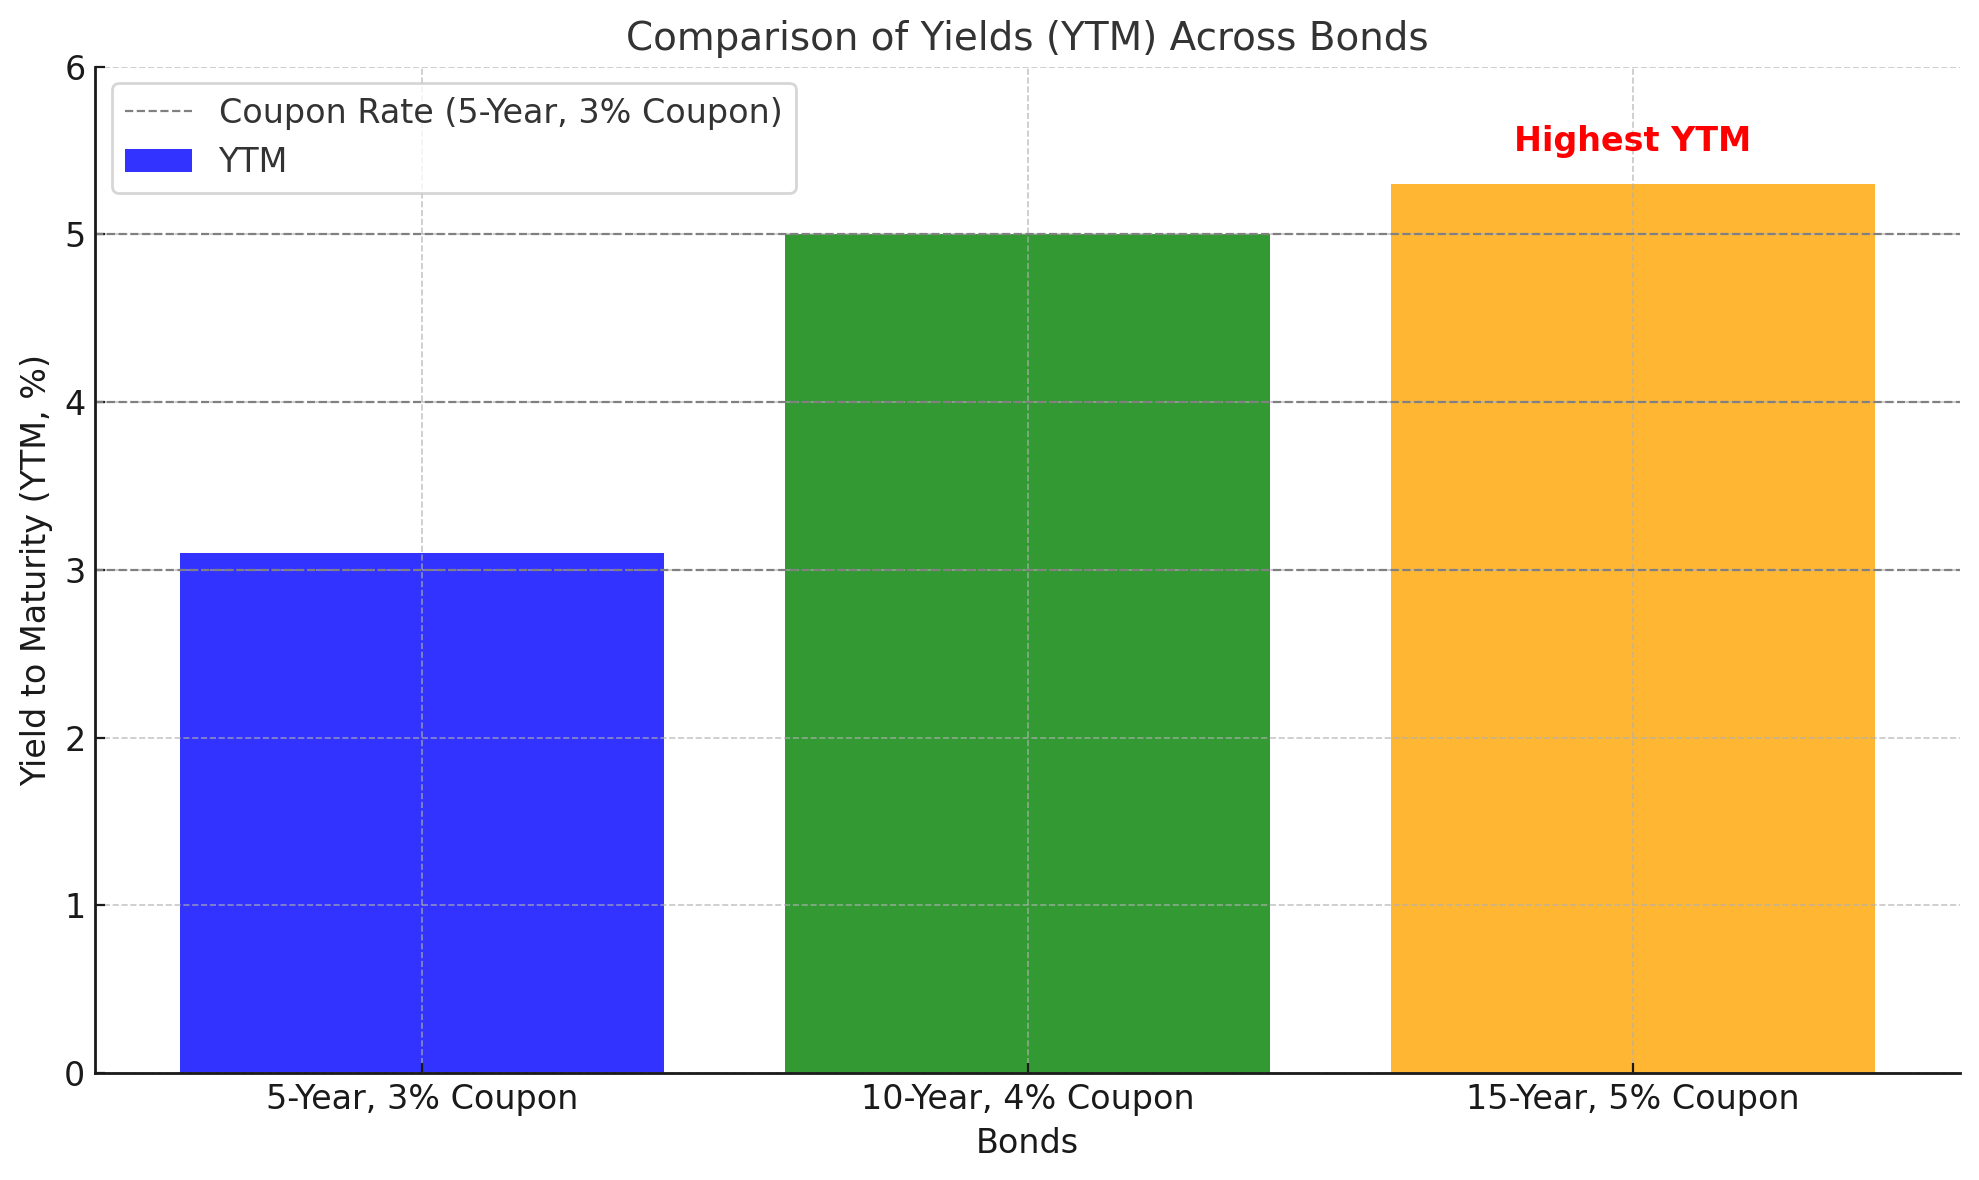 Comparison of Yields (YTM) Across Bonds
6
Coupon Rate (5-Year, 3% Coupon)
YTM
Highest YTM
5
4
3
2
1
0
Yield to Maturity (YTM, %)
5-Year, 3% Coupon
10-Year, 4% Coupon
15-Year, 5% Coupon
Bonds